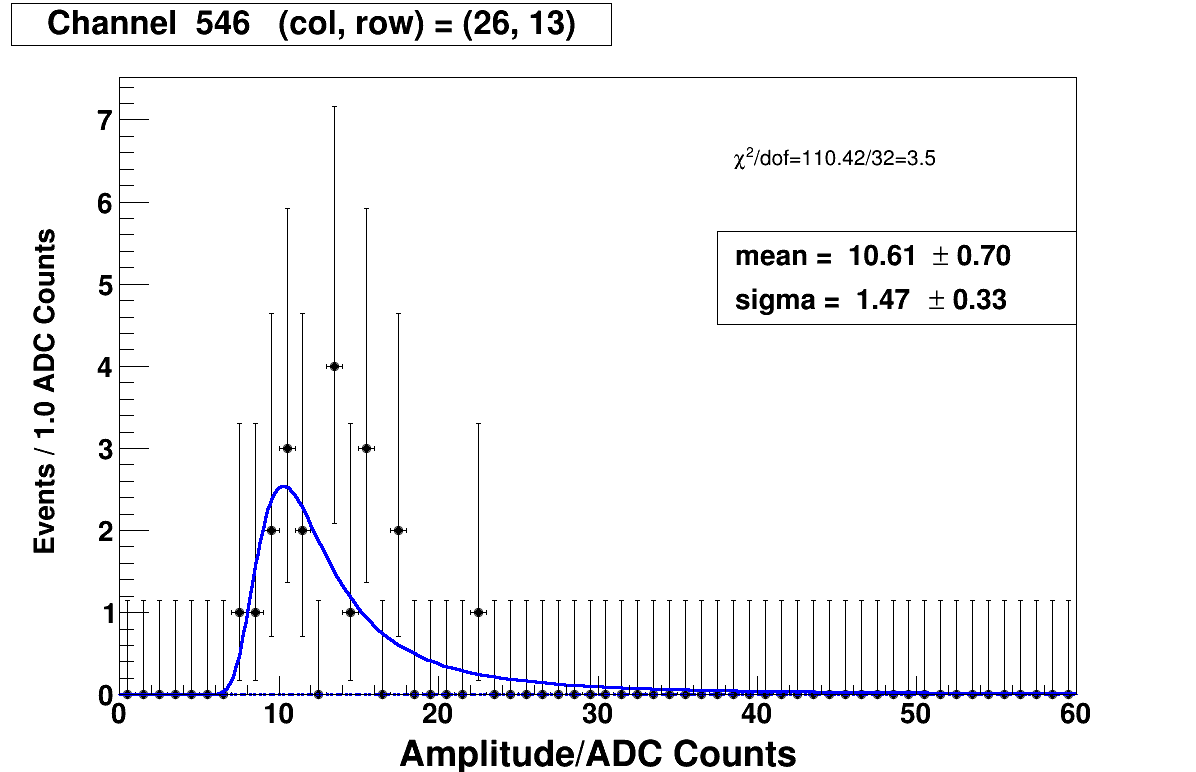 Channel 546 (col, row) = (26, 13)
χ²/dof=110.42/32=3.5
mean = 10.61 ± 0.70
sigma = 1.47 ± 0.33
Events / 1.0 ADC Counts
7
6
5
4
3
2
1
0
0 10 20 30 40 50 60
Amplitude/ADC Counts